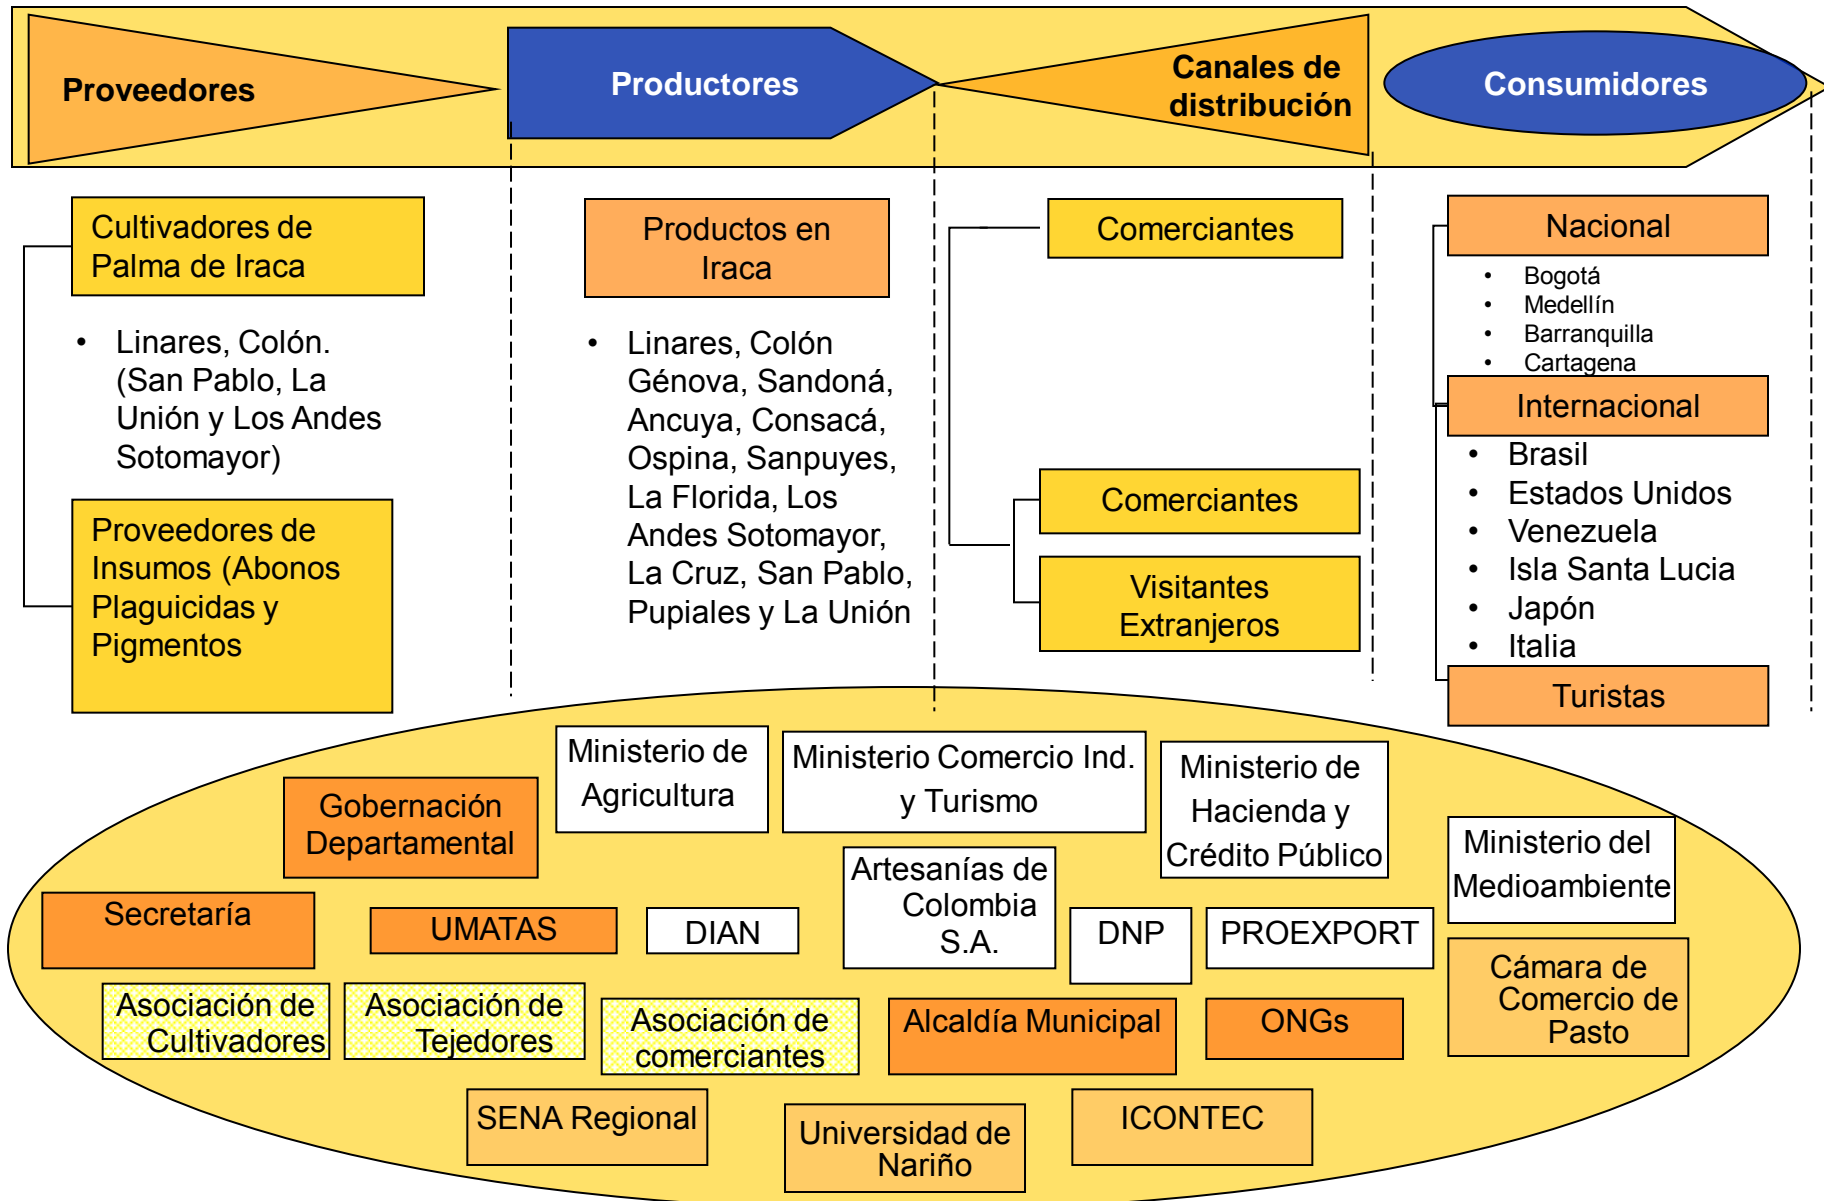 Proveedores
Productores
Canales de
distribución
Consumidores
Cultivadores de
Palma de Iraca
• Linares, Colón.
(San Pablo, La
Unión y Los Andes
Sotomayor)
Proveedores de
Insumos (Abonos
Plaguicidas y
Pigmentos
Productos en
Iraca
• Linares, Colón
Génova, Sandoná,
Ancuya, Consacá,
Ospina, Sanpuyes,
La Florida, Los
Andes Sotomayor,
La Cruz, San Pablo,
Pupiales y La Unión
Comerciantes
Comerciantes
Visitantes
Extranjeros
Nacional
• Bogotá
• Medellín
• Barranquilla
• Cartagena
Internacional
• Brasil
• Estados Unidos
• Venezuela
• Isla Santa Lucia
• Japón
• Italia
Turistas
Ministerio de
Agricultura
Ministerio Comercio Ind.
y Turismo
Ministerio de
Hacienda y
Crédito Público
Gobernación
Departamental
Ministerio del
Medioambiente
Secretaría
UMATAS
DIAN
Artesanías de
Colombia
S.A.
DNP
PROEXPORT
Cámara de
Comercio de
Pasto
Asociación de
Cultivadores
Asociación de
Tejedores
Asociación de
comerciantes
Alcaldía Municipal
ONGs
SENA Regional
Universidad de
Nariño
ICONTEC